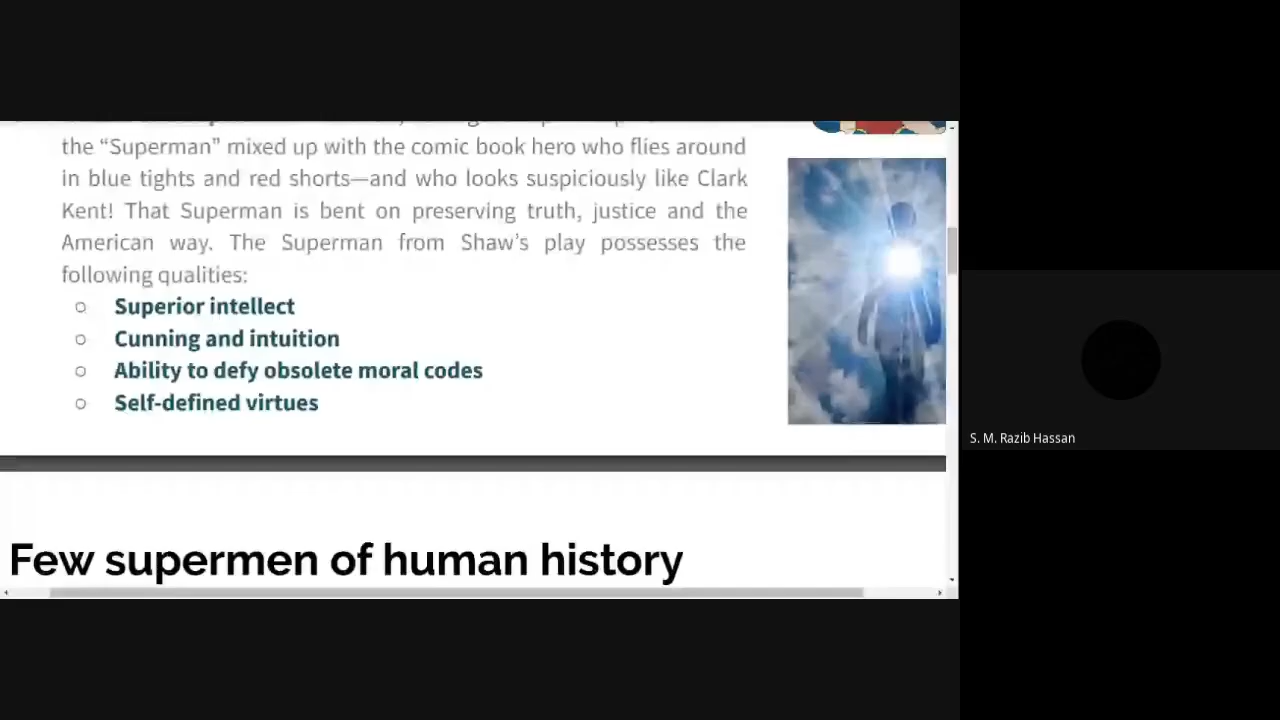 the “Superman” mixed up with the comic book hero who flies around
in blue tights and red shorts—and who looks suspiciously like Clark
Kent! That Superman is bent on preserving truth, justice and the
American way. The Superman from Shaw’s play possesses the
following qualities:
Superior intellect
Cunning and intuition
Ability to defy obsolete moral codes
Self-defined virtues
Few supermen of human history
S. M. Razib Hassan